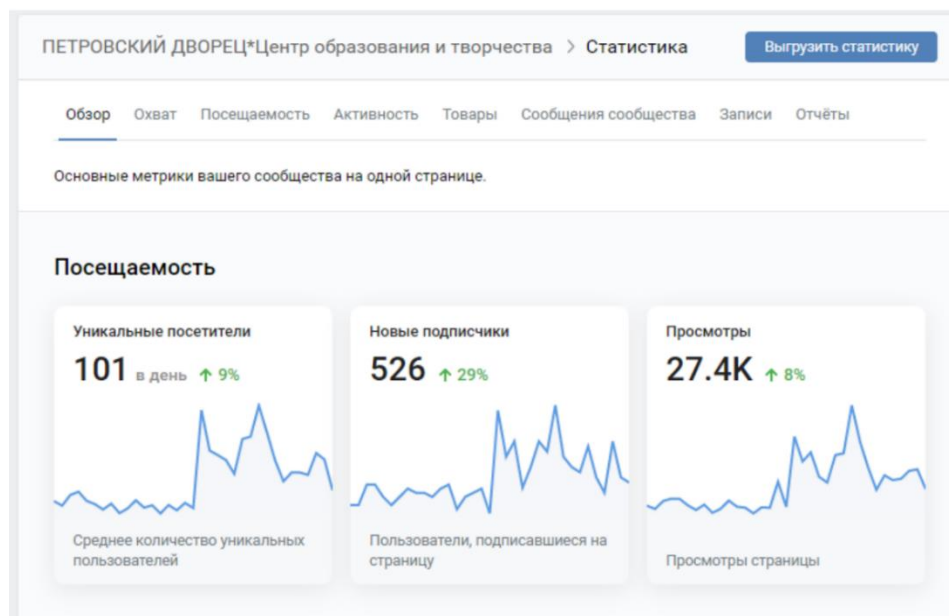 ПЕТРОВСКИЙ ДВОРЕЦ*Центр образования и творчества > Статистика
Выгрузить статистику
Обзор Охват Посещаемость Активность Товары Сообщения сообщества Записи Отчёты
Основные метрики вашего сообщества на одной странице.
Посещаемость
Уникальные посетители
101 в день ↑ 9%
Среднее количество уникальных
пользователей
Новые подписчики
526 ↑ 29%
Пользователи, подписавшиеся на
страницу
Просмотры
27.4K ↑ 8%
Просмотры страницы